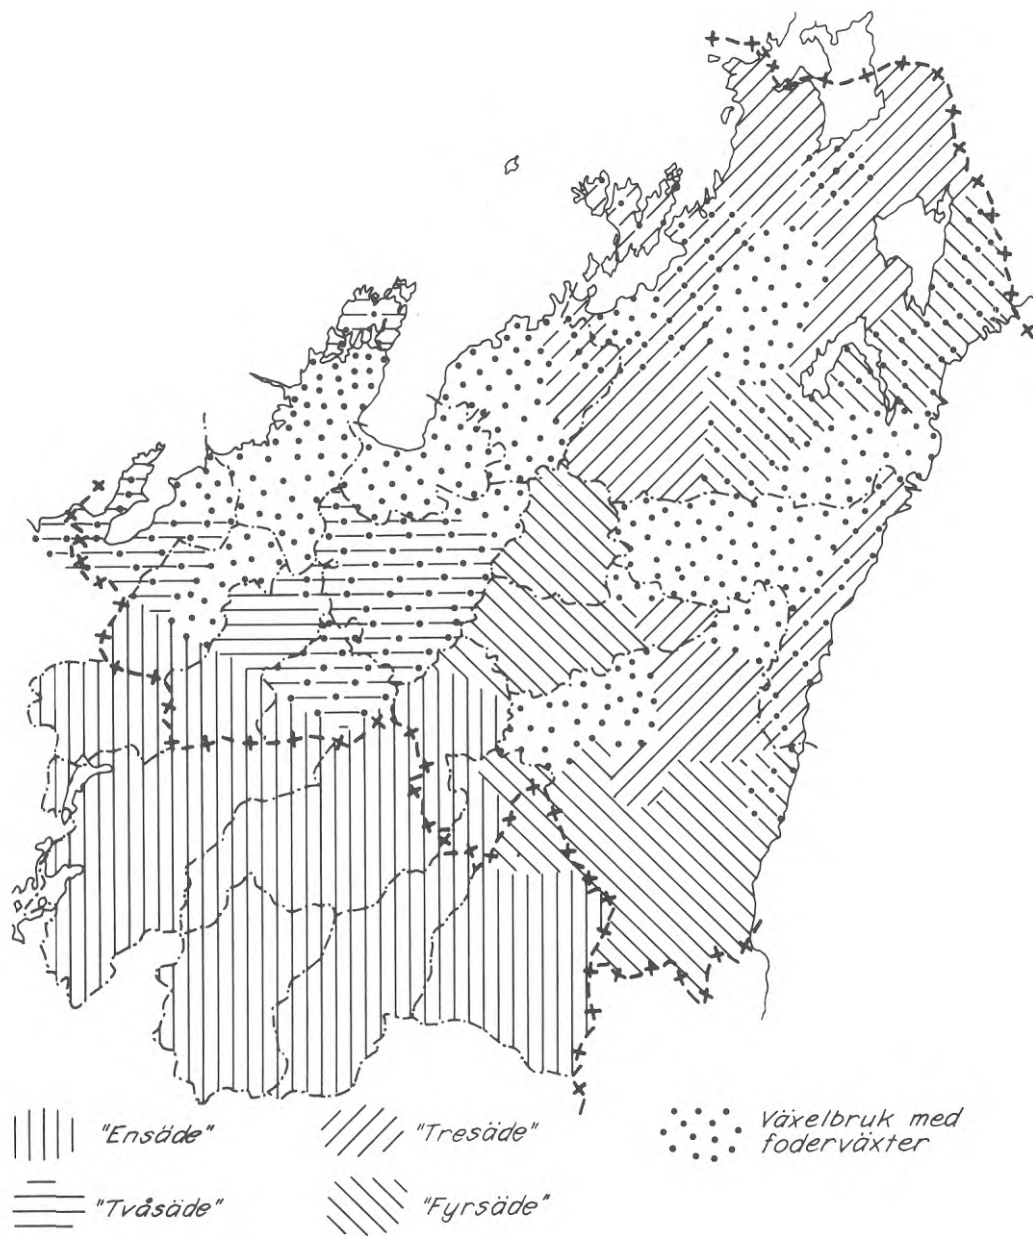 "Ensäde"
"Tvåsäde"
"Tresäde"
"Fyrsäde"
Växelbruk med
foderväxter